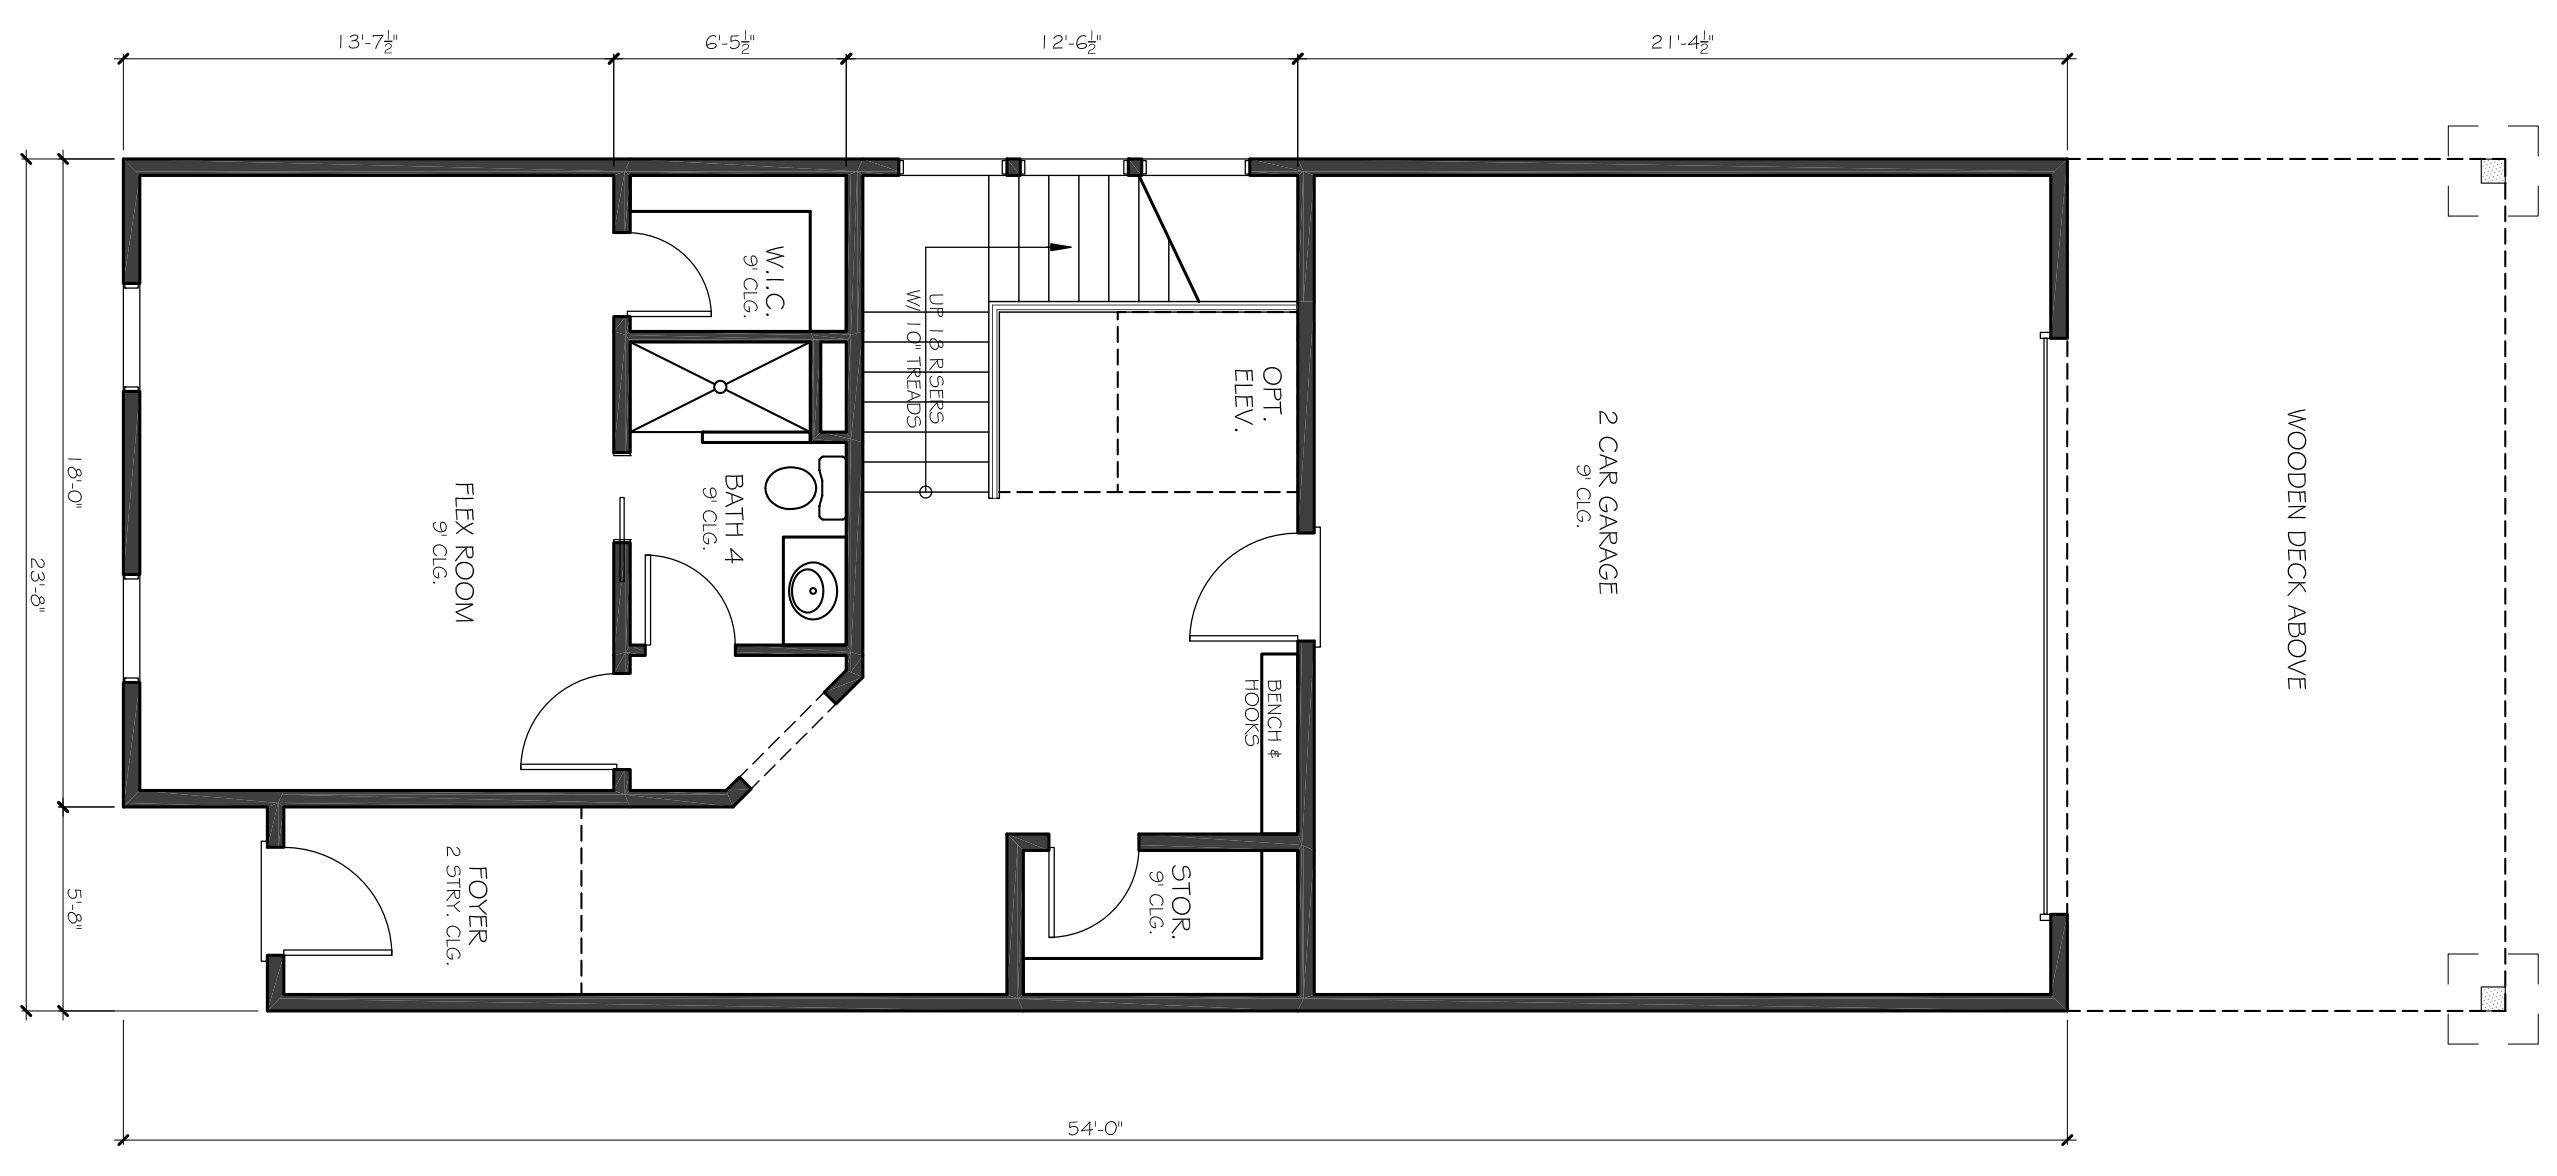 13'-7½"
6'-5½"
12'-6½"
21'-4½"
W.I.C.
9' CLG.
UP 18 RISERS
W/ 10" TREADS
OPT.
ELEV.
2 CAR GARAGE
9' CLG.
WOODEN DECK ABOVE
18'-0"
23'-8"
FLEX ROOM
9' CLG.
BATH 4
9' CLG.
BENCH &
HOOKS
5'-8"
FOYER
2 STRY. CLG.
STOR.
9' CLG.
54'-0"